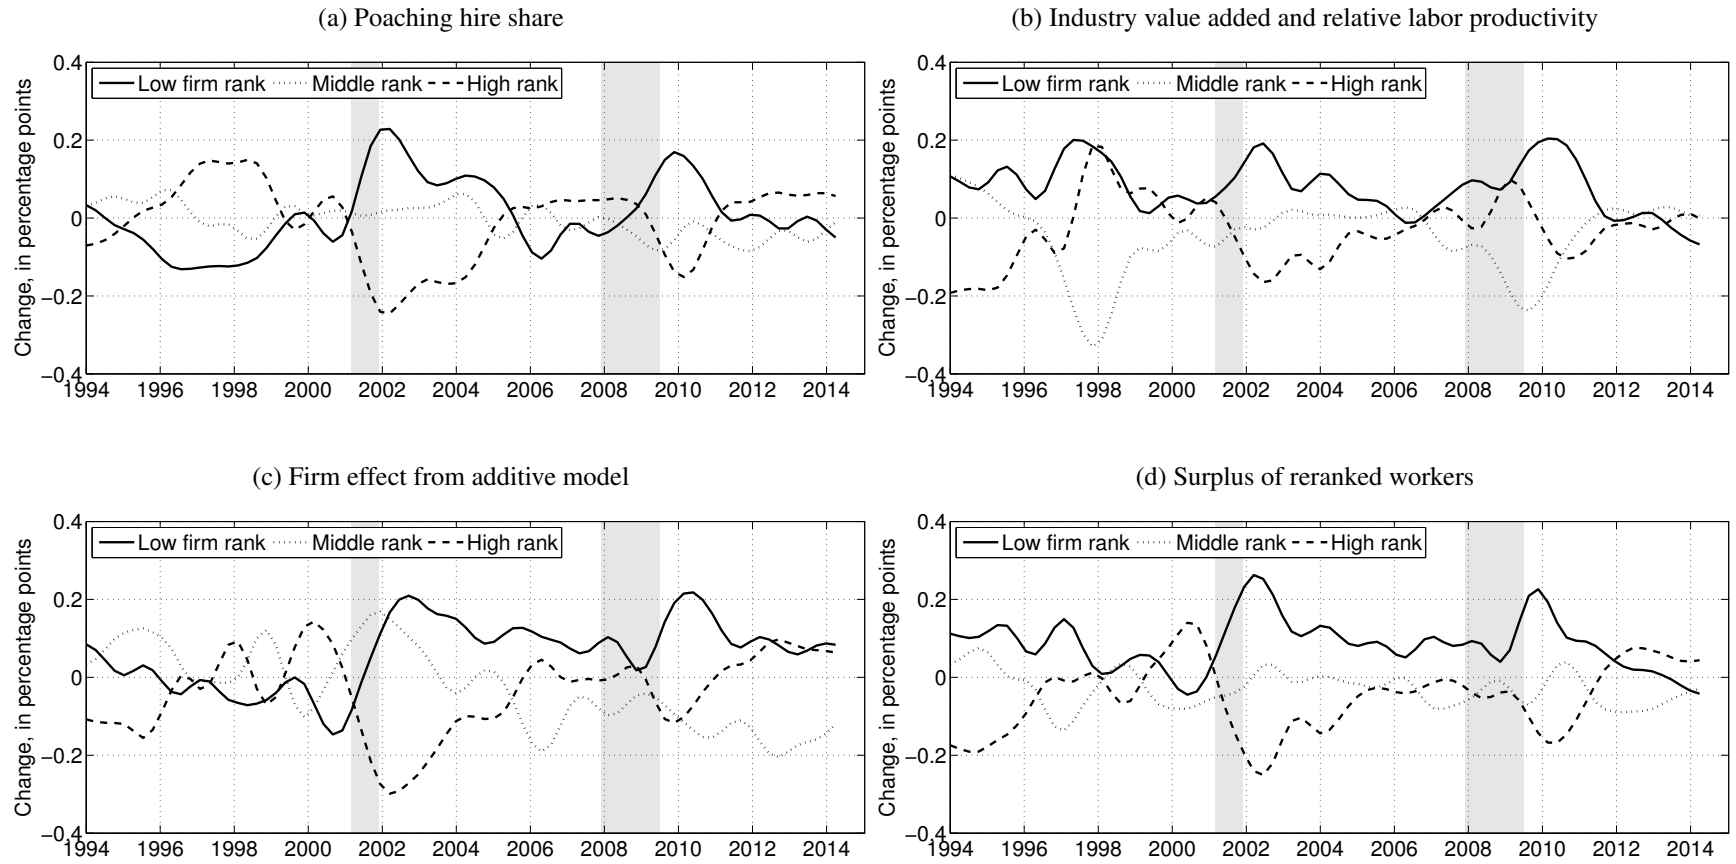 (a) Poaching hire share
Change, in percentage points
0.4
0.2
0
−0.2
−0.4
Low firm rank Middle rank High rank
1994 1996 1998 2000 2002 2004 2006 2008 2010 2012 2014
(b) Industry value added and relative labor productivity
Change, in percentage points
0.4
0.2
0
−0.2
−0.4
Low firm rank Middle rank High rank
1994 1996 1998 2000 2002 2004 2006 2008 2010 2012 2014
(c) Firm effect from additive model
Change, in percentage points
0.4
0.2
0
−0.2
−0.4
Low firm rank Middle rank High rank
1994 1996 1998 2000 2002 2004 2006 2008 2010 2012 2014
(d) Surplus of reranked workers
Change, in percentage points
0.4
0.2
0
−0.2
−0.4
Low firm rank Middle rank High rank
1994 1996 1998 2000 2002 2004 2006 2008 2010 2012 2014